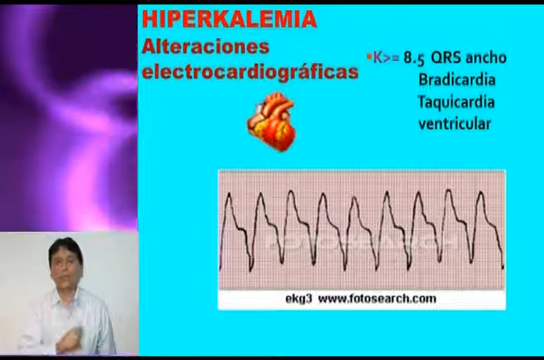 HIPERKALEMIA
Alteraciones
electrocardiográficas
K>= 8.5 QRS ancho
Bradicardia
Taquicardia
ventricular
FOTOSEARCH
ekg3 www.fotosearch.com